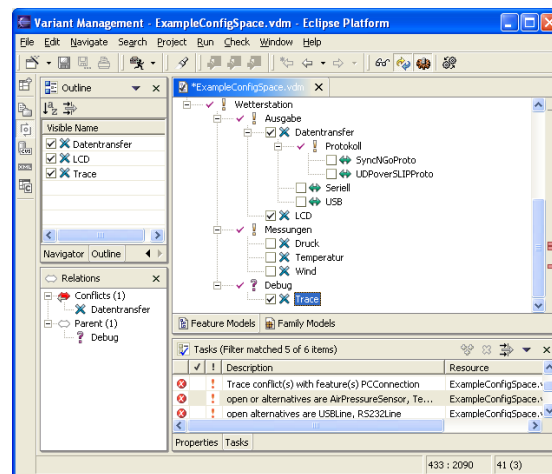 Variant Management - ExampleConfigSpace.vdm - Eclipse Platform
File Edit Navigate Search Project Run Check Window Help
Outline
Visible Name
Datentransfer
LCD
Trace
Navigator Outline
Relations
Conflicts (1)
Datentransfer
Parent (1)
Debug
*ExampleConfigSpace.vdm
Wetterstation
Ausgabe
Datentransfer
Protokoll
SyncNGoProto
UDPoverSLIPProto
Seriell
USB
LCD
Messungen
Druck
Temperatur
Wind
Debug
Trace
Feature Models Family Models
Tasks (Filter matched 5 of 6 items)
! Description Resource
! Trace conflict(s) with feature(s) PCConnection ExampleConfigSpace.v
! open or alternatives are AirPressureSensor, Te... ExampleConfigSpace.v
! open alternatives are USBLine, RS232Line ExampleConfigSpace.v
Properties Tasks
433 : 2090 41 (3)